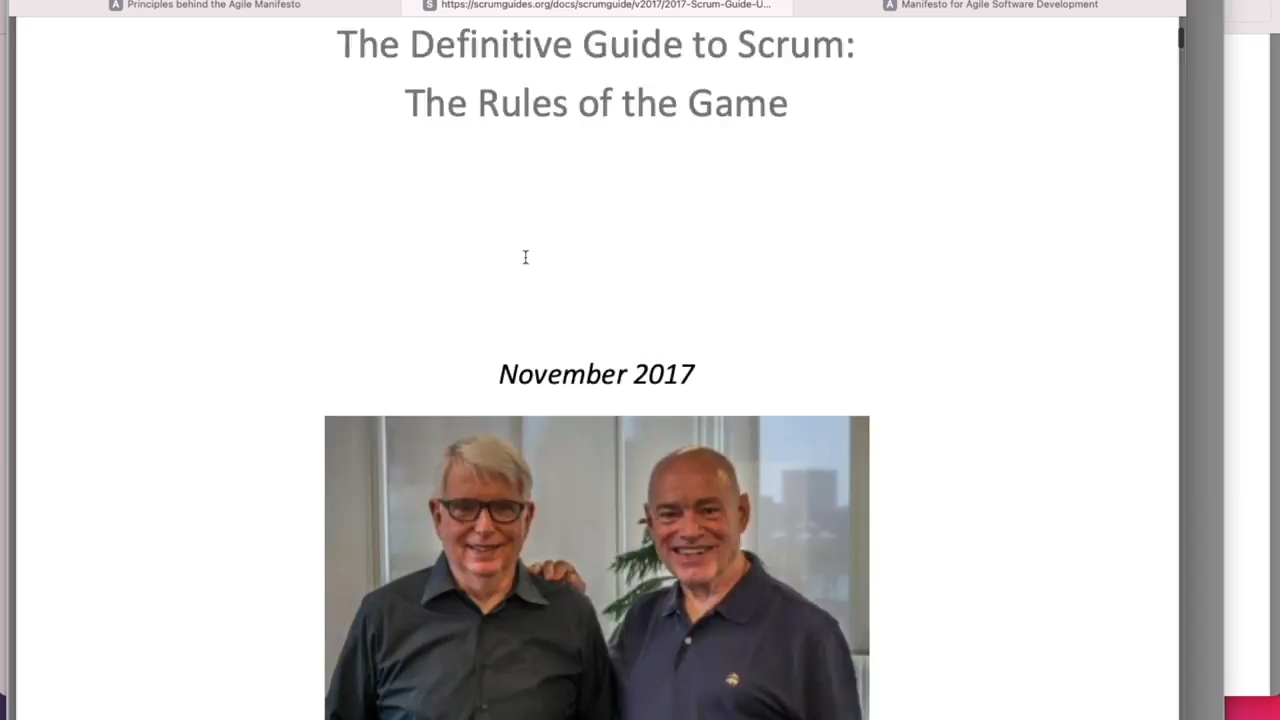 Principles behind the Agile Manifesto
https://scrumguides.org/docs/scrumguide/v2017/2017-Scrum-Guide-U...
Manifesto for Agile Software Development
The Definitive Guide to Scrum:
The Rules of the Game
November 2017